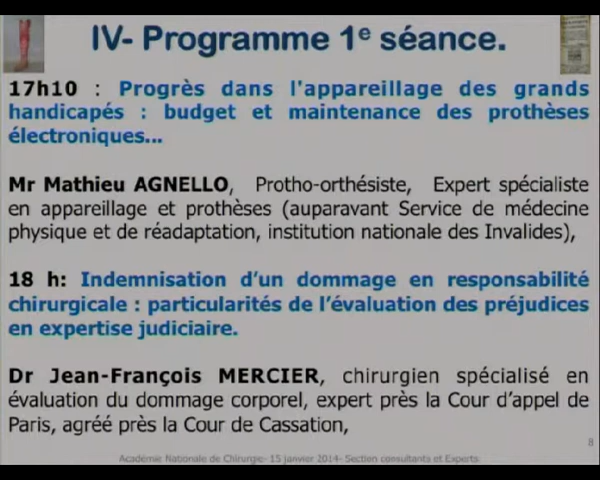 IV- Programme 1e séance.
17h10 : Progrès dans l'appareillage des grands
handicapés : budget et maintenance des prothèses
électroniques...
Mr Mathieu AGNELLO, Protho-orthésiste, Expert spécialiste
en appareillage et prothèses (auparavant Service de médecine
physique et de réadaptation, institution nationale des Invalides),
18 h: Indemnisation d'un dommage en responsabilité
chirurgicale : particularités de l'évaluation des préjudices
en expertise judiciaire.
Dr Jean-François MERCIER, chirurgien spécialisé en
évaluation du dommage corporel, expert près la Cour d'appel de
Paris, agréé près la Cour de Cassation,
8
Académie Nationale de Chirurgie- 15 janvier 2014- Section consultants et Experts